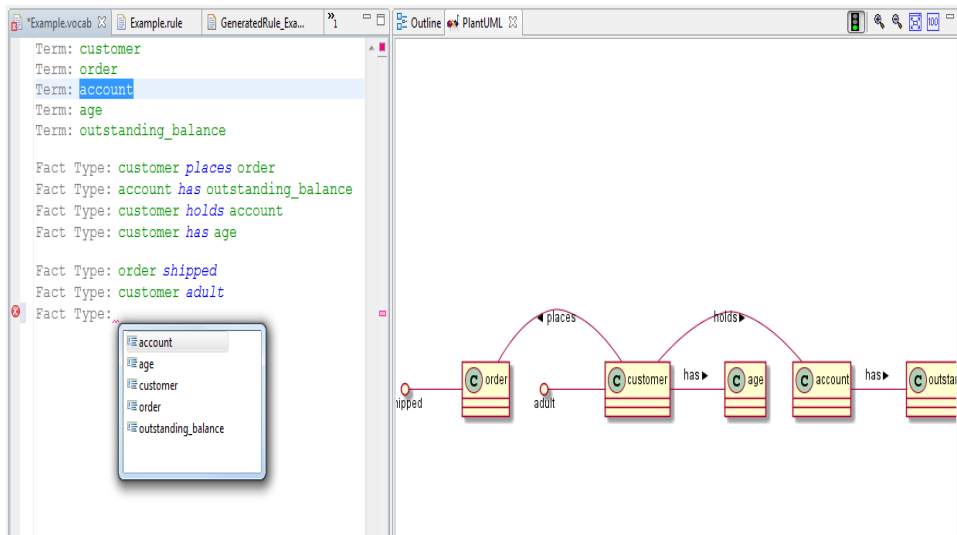 *Example.vocab
Example.rule
GeneratedRule_Exa...
»1
Outline
PlantUML
100
Term: customer
Term: order
Term: account
Term: age
Term: outstanding_balance
Fact Type: customer places order
Fact Type: account has outstanding_balance
Fact Type: customer holds account
Fact Type: customer has age
Fact Type: order shipped
Fact Type: customer adult
Fact Type:
account
age
customer
order
outstanding_balance
places
holds
C order
C customer
has
C age
C account
has
C outstan
hipped
adult